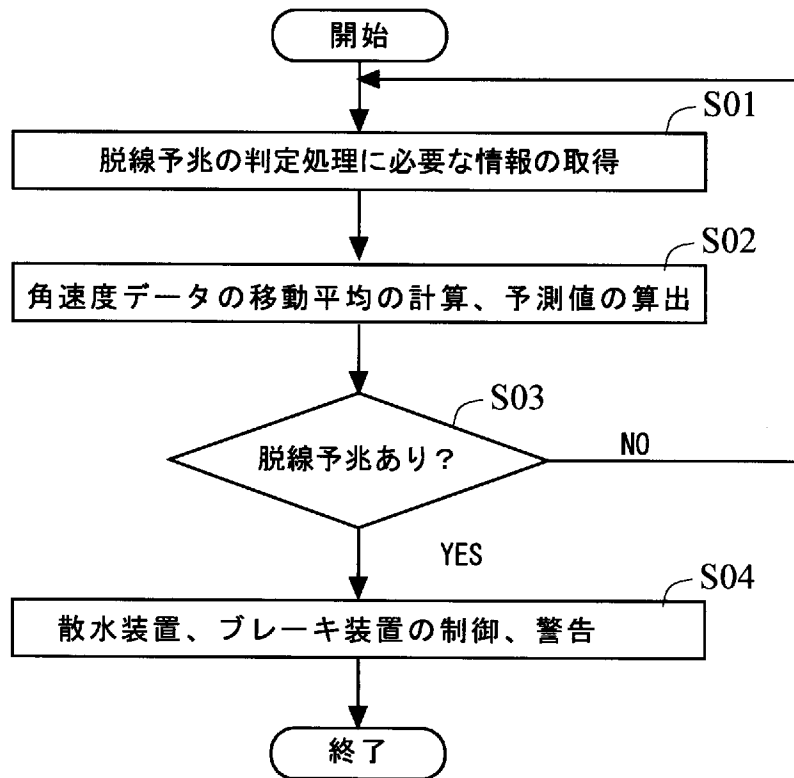 開始
S01
脱線予兆の判定処理に必要な情報の取得
S02
角速度データの移動平均の計算、予測値の算出
S03
脱線予兆あり？
NO
YES
S04
散水装置、ブレーキ装置の制御、警告
終了